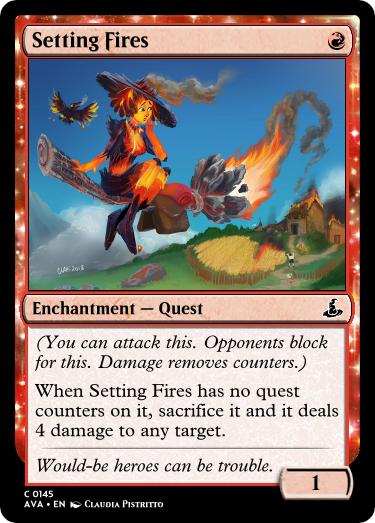 Setting Fires
Enchantment — Quest
(You can attack this. Opponents block
for this. Damage removes counters.)
When Setting Fires has no quest
counters on it, sacrifice it and it deals
4 damage to any target.
Would-be heroes can be trouble.
1
C 0145
AVA • EN Claudia Pistritto